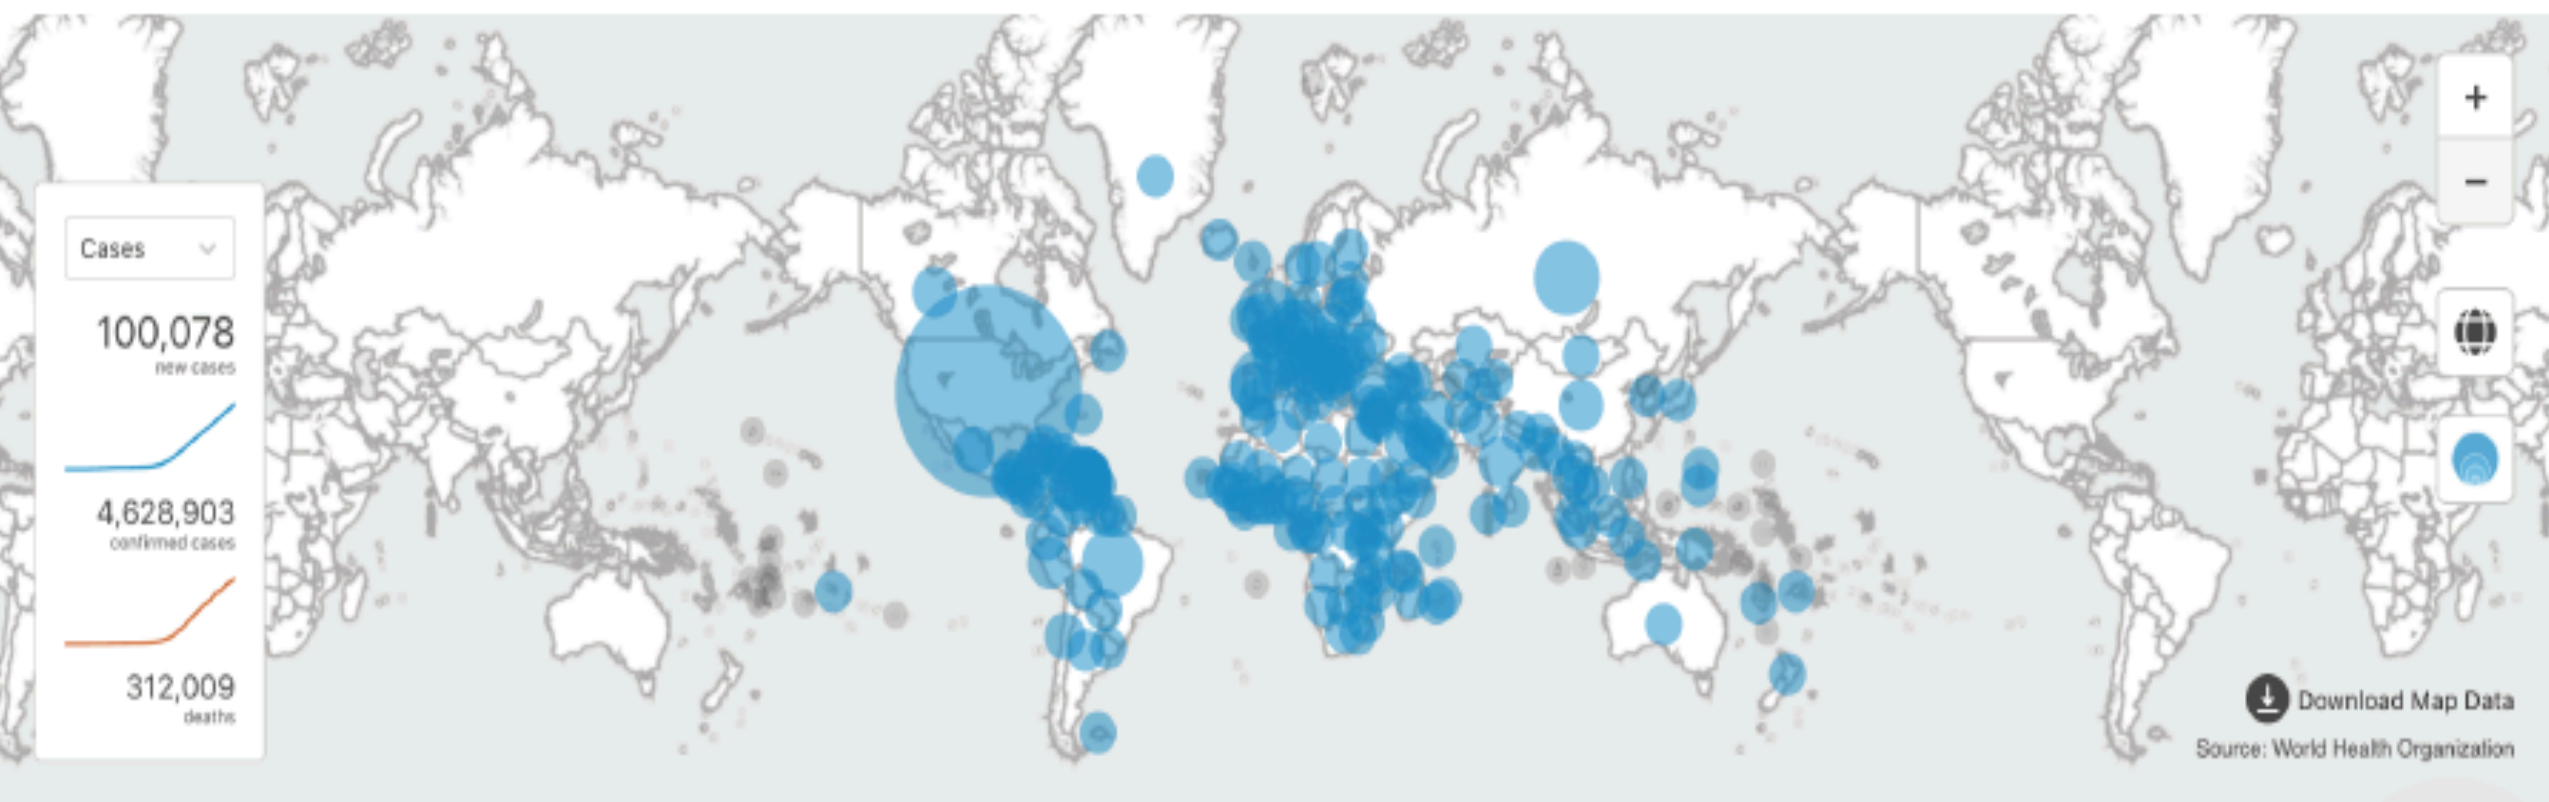 Cases
100,078
new cases
4,628,903
confirmed cases
312,009
deaths
+
−
Download Map Data
Source: World Health Organization